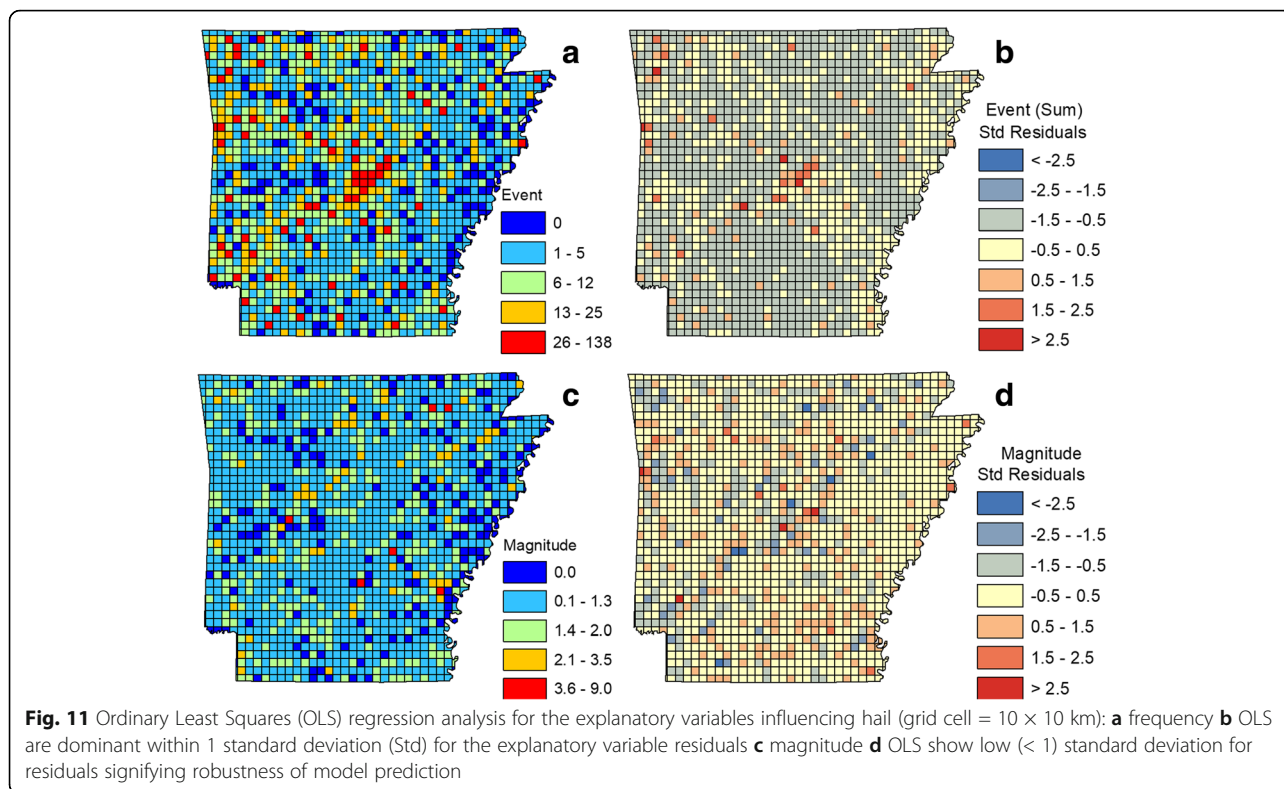 a
Event
0
1 - 5
6 - 12
13 - 25
26 - 138
b
Event (Sum)
Std Residuals
< -2.5
-2.5 - -1.5
-1.5 - -0.5
-0.5 - 0.5
0.5 - 1.5
1.5 - 2.5
> 2.5
c
Magnitude
0.0
0.1 - 1.3
1.4 - 2.0
2.1 - 3.5
3.6 - 9.0
d
Magnitude
Std Residuals
< -2.5
-2.5 - -1.5
-1.5 - -0.5
-0.5 - 0.5
0.5 - 1.5
1.5 - 2.5
> 2.5
Fig. 11 Ordinary Least Squares (OLS) regression analysis for the explanatory variables influencing hail (grid cell = 10 × 10 km): a frequency b OLS
are dominant within 1 standard deviation (Std) for the explanatory variable residuals c magnitude d OLS show low (< 1) standard deviation for
residuals signifying robustness of model prediction